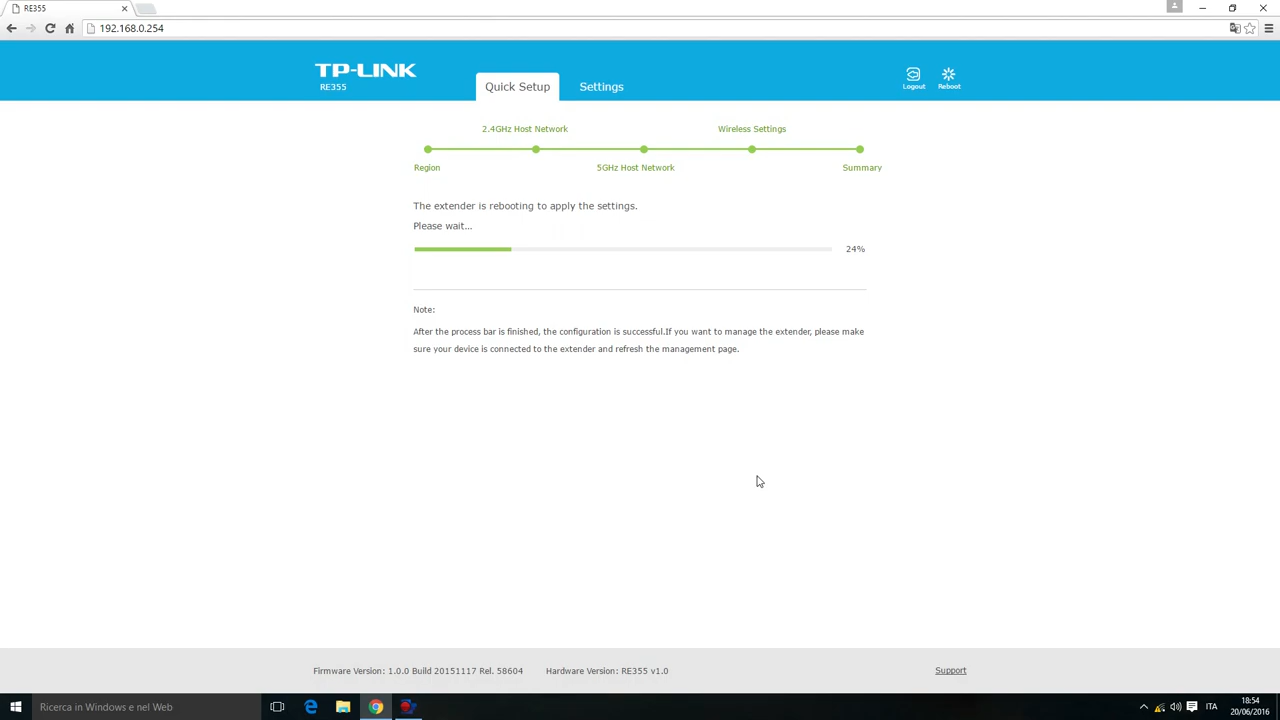 RE355
192.168.0.254
TP-LINK
RE355
Quick Setup
Settings
Logout
Reboot
2.4GHz Host Network
Wireless Settings
Region
5GHz Host Network
Summary
The extender is rebooting to apply the settings.
Please wait...
24%
Note:
After the process bar is finished, the configuration is successful.If you want to manage the extender, please make
sure your device is connected to the extender and refresh the management page.
Firmware Version: 1.0.0 Build 20151117 Rel. 58604
Hardware Version: RE355 v1.0
Support
Ricerca in Windows e nel Web
ITA
18:54
20/06/2016